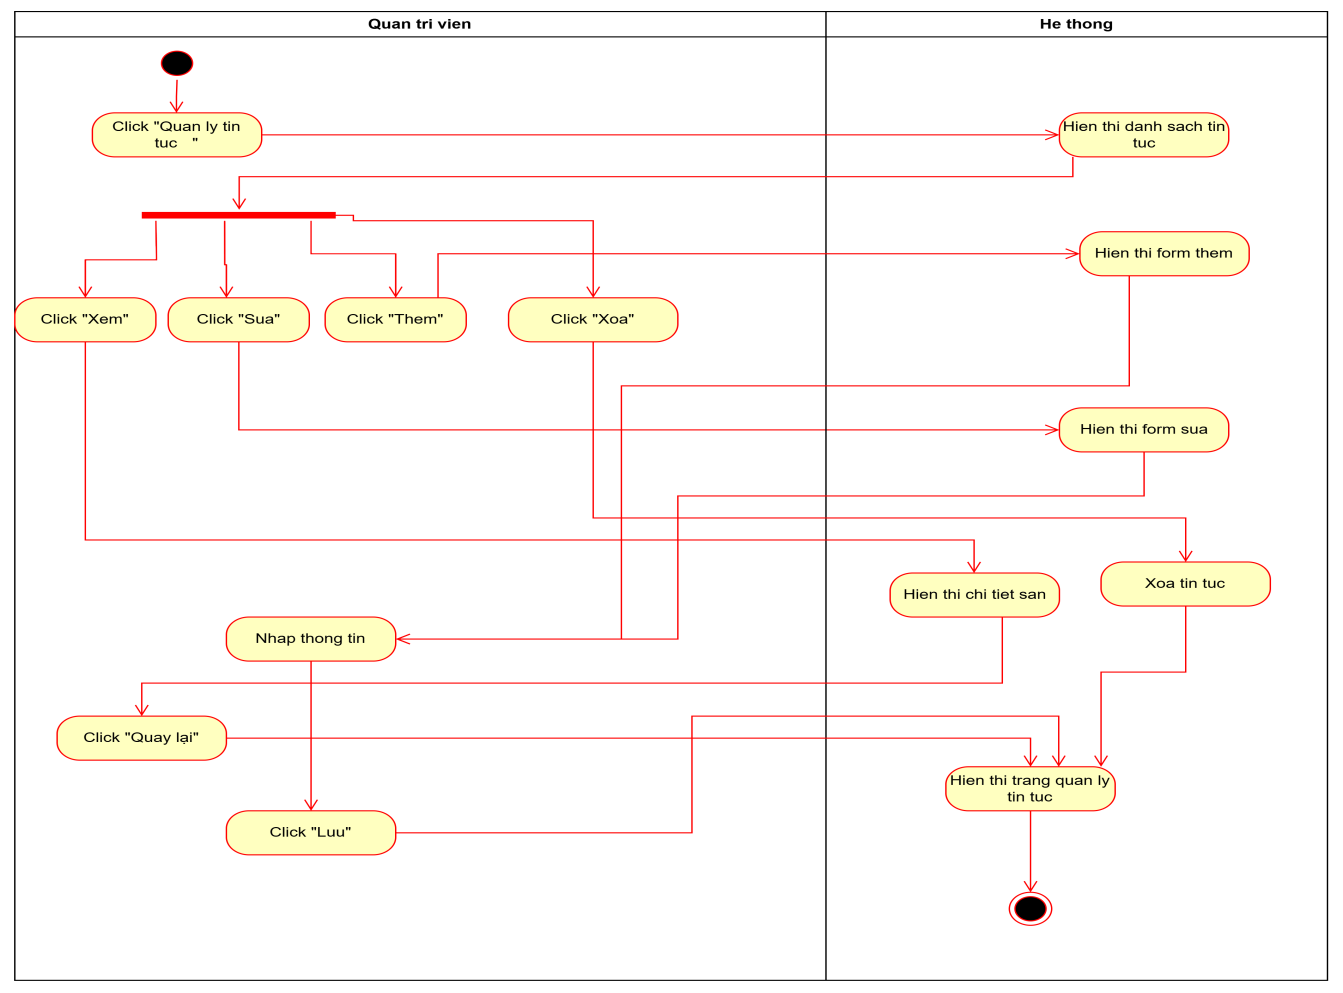 Quan tri vien
He thong
Click "Quan ly tin
tuc   "
Hien thi danh sach tin
tuc
Hien thi form them
Click "Xem"
Click "Sua"
Click "Them"
Click "Xoa"
Hien thi form sua
Xoa tin tuc
Hien thi chi tiet san
Nhap thong tin
Click "Quay lại"
Hien thi trang quan ly
tin tuc
Click "Luu"